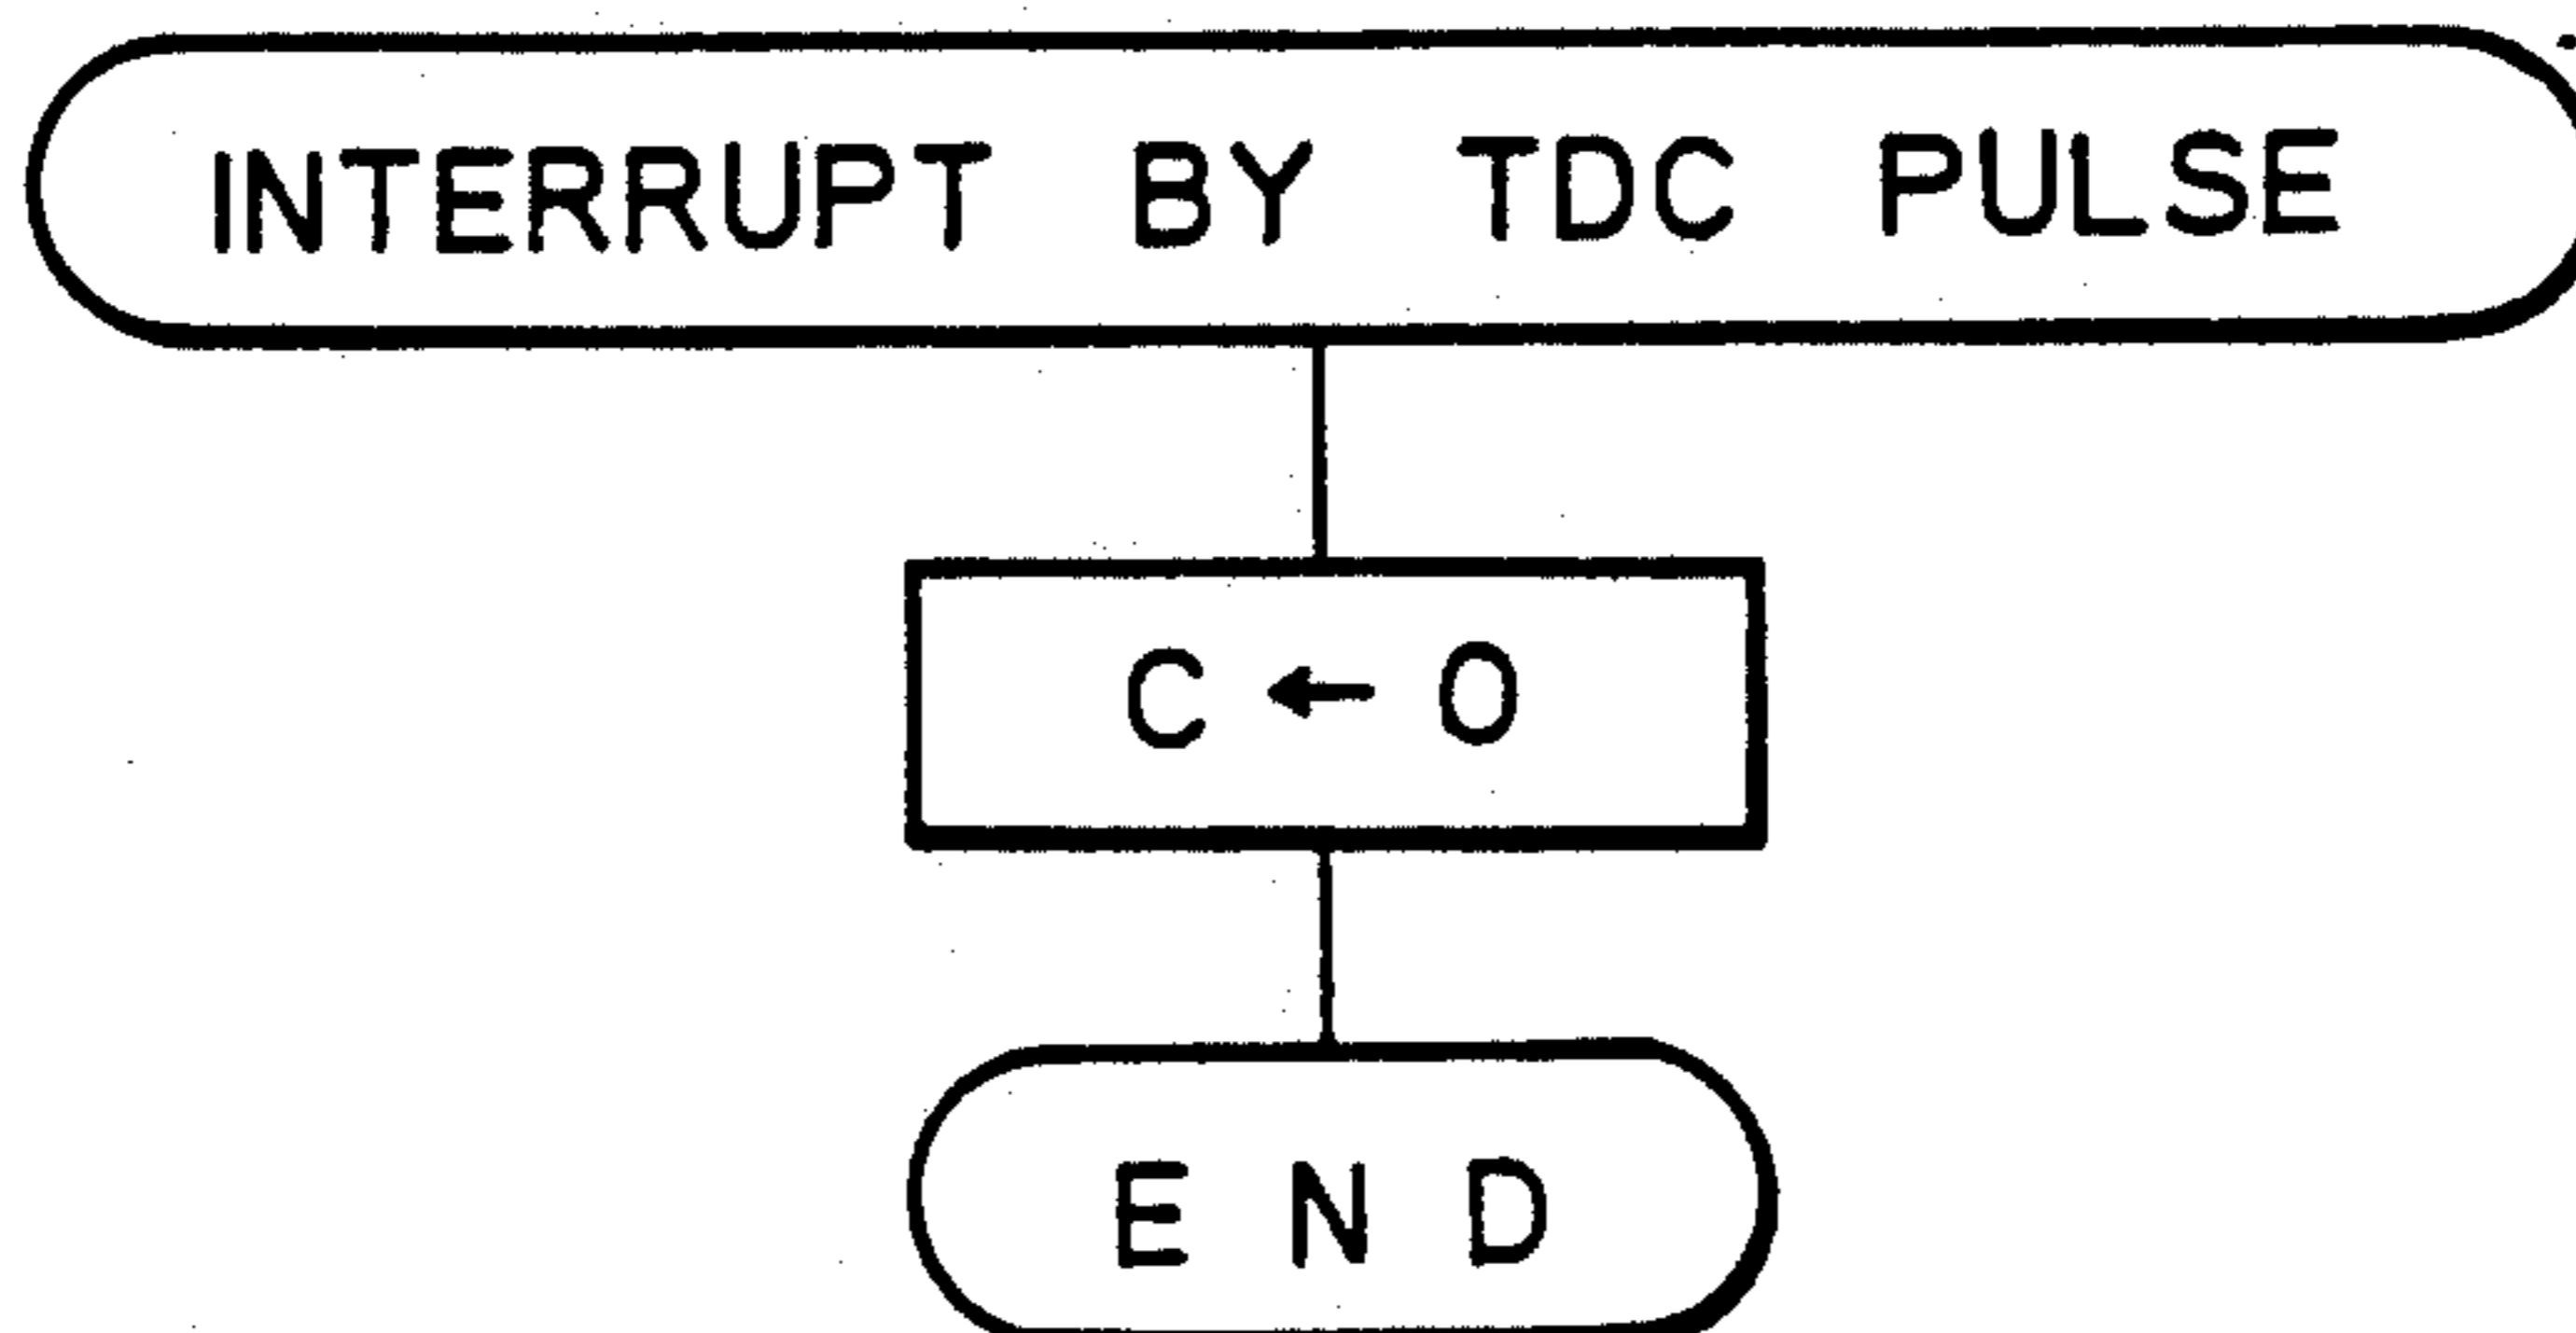 INTERRUPT BY TDC PULSE
C ← 0
END